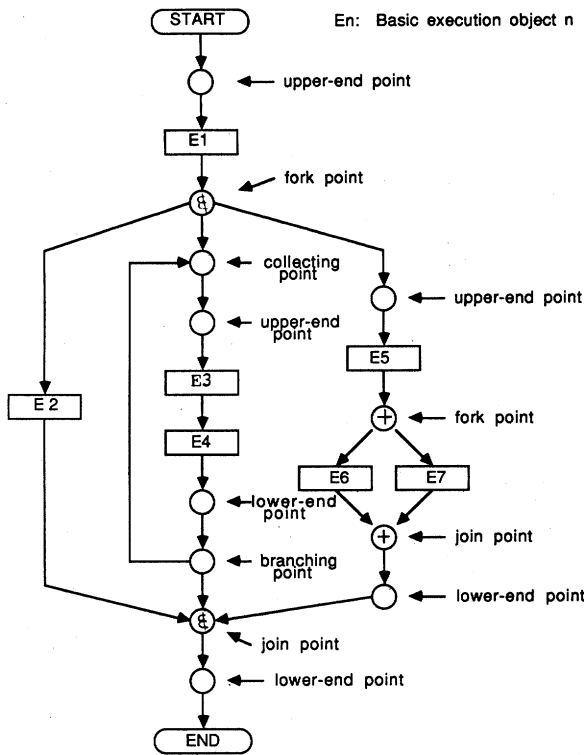 START
En: Basic execution object n
upper-end point
E1
fork point
&
collecting
point
upper-end point
upper-end
point
E5
E3
E 2
+
fork point
E4
E6
E7
lower-end
point
+
join point
branching
point
lower-end point
&
join point
lower-end point
END